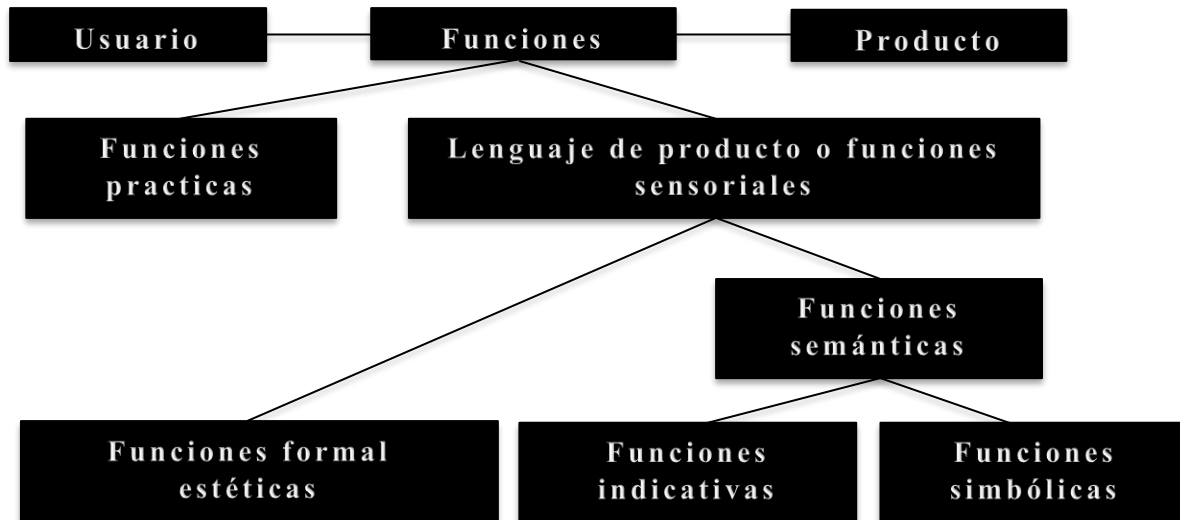 Usuario
Funciones
Producto
Funciones
practicas
Lenguaje de producto o funciones
sensoriales
Funciones
semánticas
Funciones formal
estéticas
Funciones
indicativas
Funciones
simbólicas